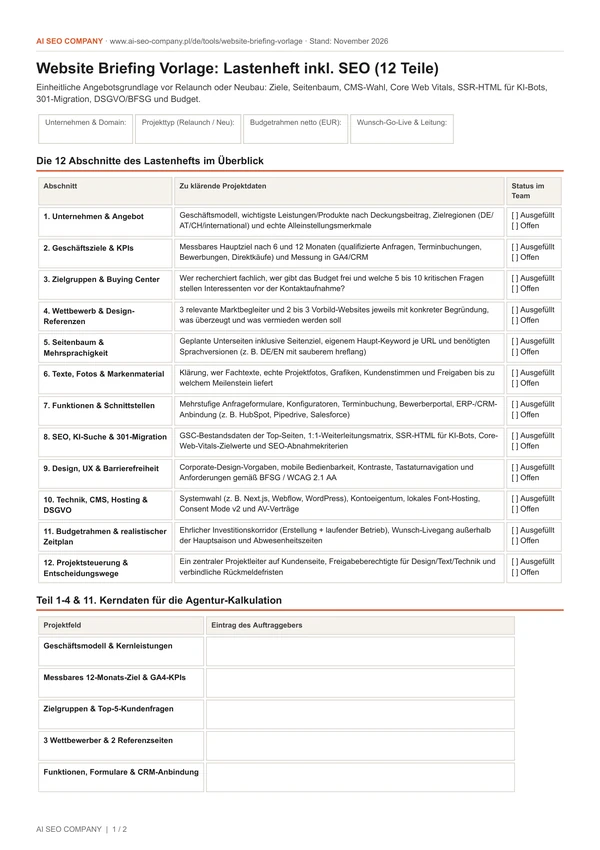 AI SEO COMPANY · www.ai-seo-company.pl/de/tools/website-briefing-vorlage · Stand: November 2026
Website Briefing Vorlage: Lastenheft inkl. SEO (12 Teile)
Einheitliche Angebotsgrundlage vor Relaunch oder Neubau: Ziele, Seitenbaum, CMS-Wahl, Core Web Vitals, SSR-HTML für KI-Bots,
301-Migration, DSGVO/BFSG und Budget.
Unternehmen & Domain: Projekttyp (Relaunch / Neu): Budgetrahmen netto (EUR): Wunsch-Go-Live & Leitung:
Die 12 Abschnitte des Lastenhefts im Überblick
Abschnitt Zu klärende Projektdaten Status im
Team
1. Unternehmen & Angebot Geschäftsmodell, wichtigste Leistungen/Produkte nach Deckungsbeitrag, Zielregionen (DE/ [ ] Ausgefüllt
AT/CH/international) und echte Alleinstellungsmerkmale [ ] Offen
2. Geschäftsziele & KPIs Messbares Hauptziel nach 6 und 12 Monaten (qualifizierte Anfragen, Terminbuchungen, [ ] Ausgefüllt
Bewerbungen, Direktkäufe) und Messung in GA4/CRM [ ] Offen
3. Zielgruppen & Buying Center Wer recherchiert fachlich, wer gibt das Budget frei und welche 5 bis 10 kritischen Fragen [ ] Ausgefüllt
stellen Interessenten vor der Kontaktaufnahme? [ ] Offen
4. Wettbewerb & Design- 3 relevante Marktbegleiter und 2 bis 3 Vorbild-Websites jeweils mit konkreter Begründung, [ ] Ausgefüllt
Referenzen was überzeugt und was vermieden werden soll [ ] Offen
5. Seitenbaum & Geplante Unterseiten inklusive Seitenziel, eigenem Haupt-Keyword je URL und benötigten [ ] Ausgefüllt
Mehrsprachigkeit Sprachversionen (z. B. DE/EN mit sauberem hreflang) [ ] Offen
6. Texte, Fotos & Markenmaterial Klärung, wer Fachtexte, echte Projektfotos, Grafiken, Kundenstimmen und Freigaben bis zu [ ] Ausgefüllt
welchem Meilenstein liefert [ ] Offen
7. Funktionen & Schnittstellen Mehrstufige Anfrageformulare, Konfiguratoren, Terminbuchung, Bewerberportal, ERP-/CRM- [ ] Ausgefüllt
Anbindung (z. B. HubSpot, Pipedrive, Salesforce) [ ] Offen
8. SEO, KI-Suche & 301-Migration GSC-Bestandsdaten der Top-Seiten, 1:1-Weiterleitungsmatrix, SSR-HTML für KI-Bots, Core- [ ] Ausgefüllt
Web-Vitals-Zielwerte und SEO-Abnahmekriterien [ ] Offen
9. Design, UX & Barrierefreiheit Corporate-Design-Vorgaben, mobile Bedienbarkeit, Kontraste, Tastaturnavigation und [ ] Ausgefüllt
Anforderungen gemäß BFSG / WCAG 2.1 AA [ ] Offen
10. Technik, CMS, Hosting & Systemwahl (z. B. Next.js, Webflow, WordPress), Kontoeigentum, lokales Font-Hosting, [ ] Ausgefüllt
DSGVO Consent Mode v2 und AV-Verträge [ ] Offen
11. Budgetrahmen & realistischer Ehrlicher Investitionskorridor (Erstellung + laufender Betrieb), Wunsch-Livegang außerhalb [ ] Ausgefüllt
Zeitplan der Hauptsaison und Abwesenheitszeiten [ ] Offen
12. Projektsteuerung & Ein zentraler Projektleiter auf Kundenseite, Freigabeberechtigte für Design/Text/Technik und [ ] Ausgefüllt
Entscheidungswege verbindliche Rückmeldefristen [ ] Offen
Teil 1-4 & 11. Kerndaten für die Agentur-Kalkulation
Projektfeld Eintrag des Auftraggebers
Geschäftsmodell & Kernleistungen
Messbares 12-Monats-Ziel & GA4-KPIs
Zielgruppen & Top-5-Kundenfragen
3 Wettbewerber & 2 Referenzseiten
Funktionen, Formulare & CRM-Anbindung
AI SEO COMPANY | 1 / 2